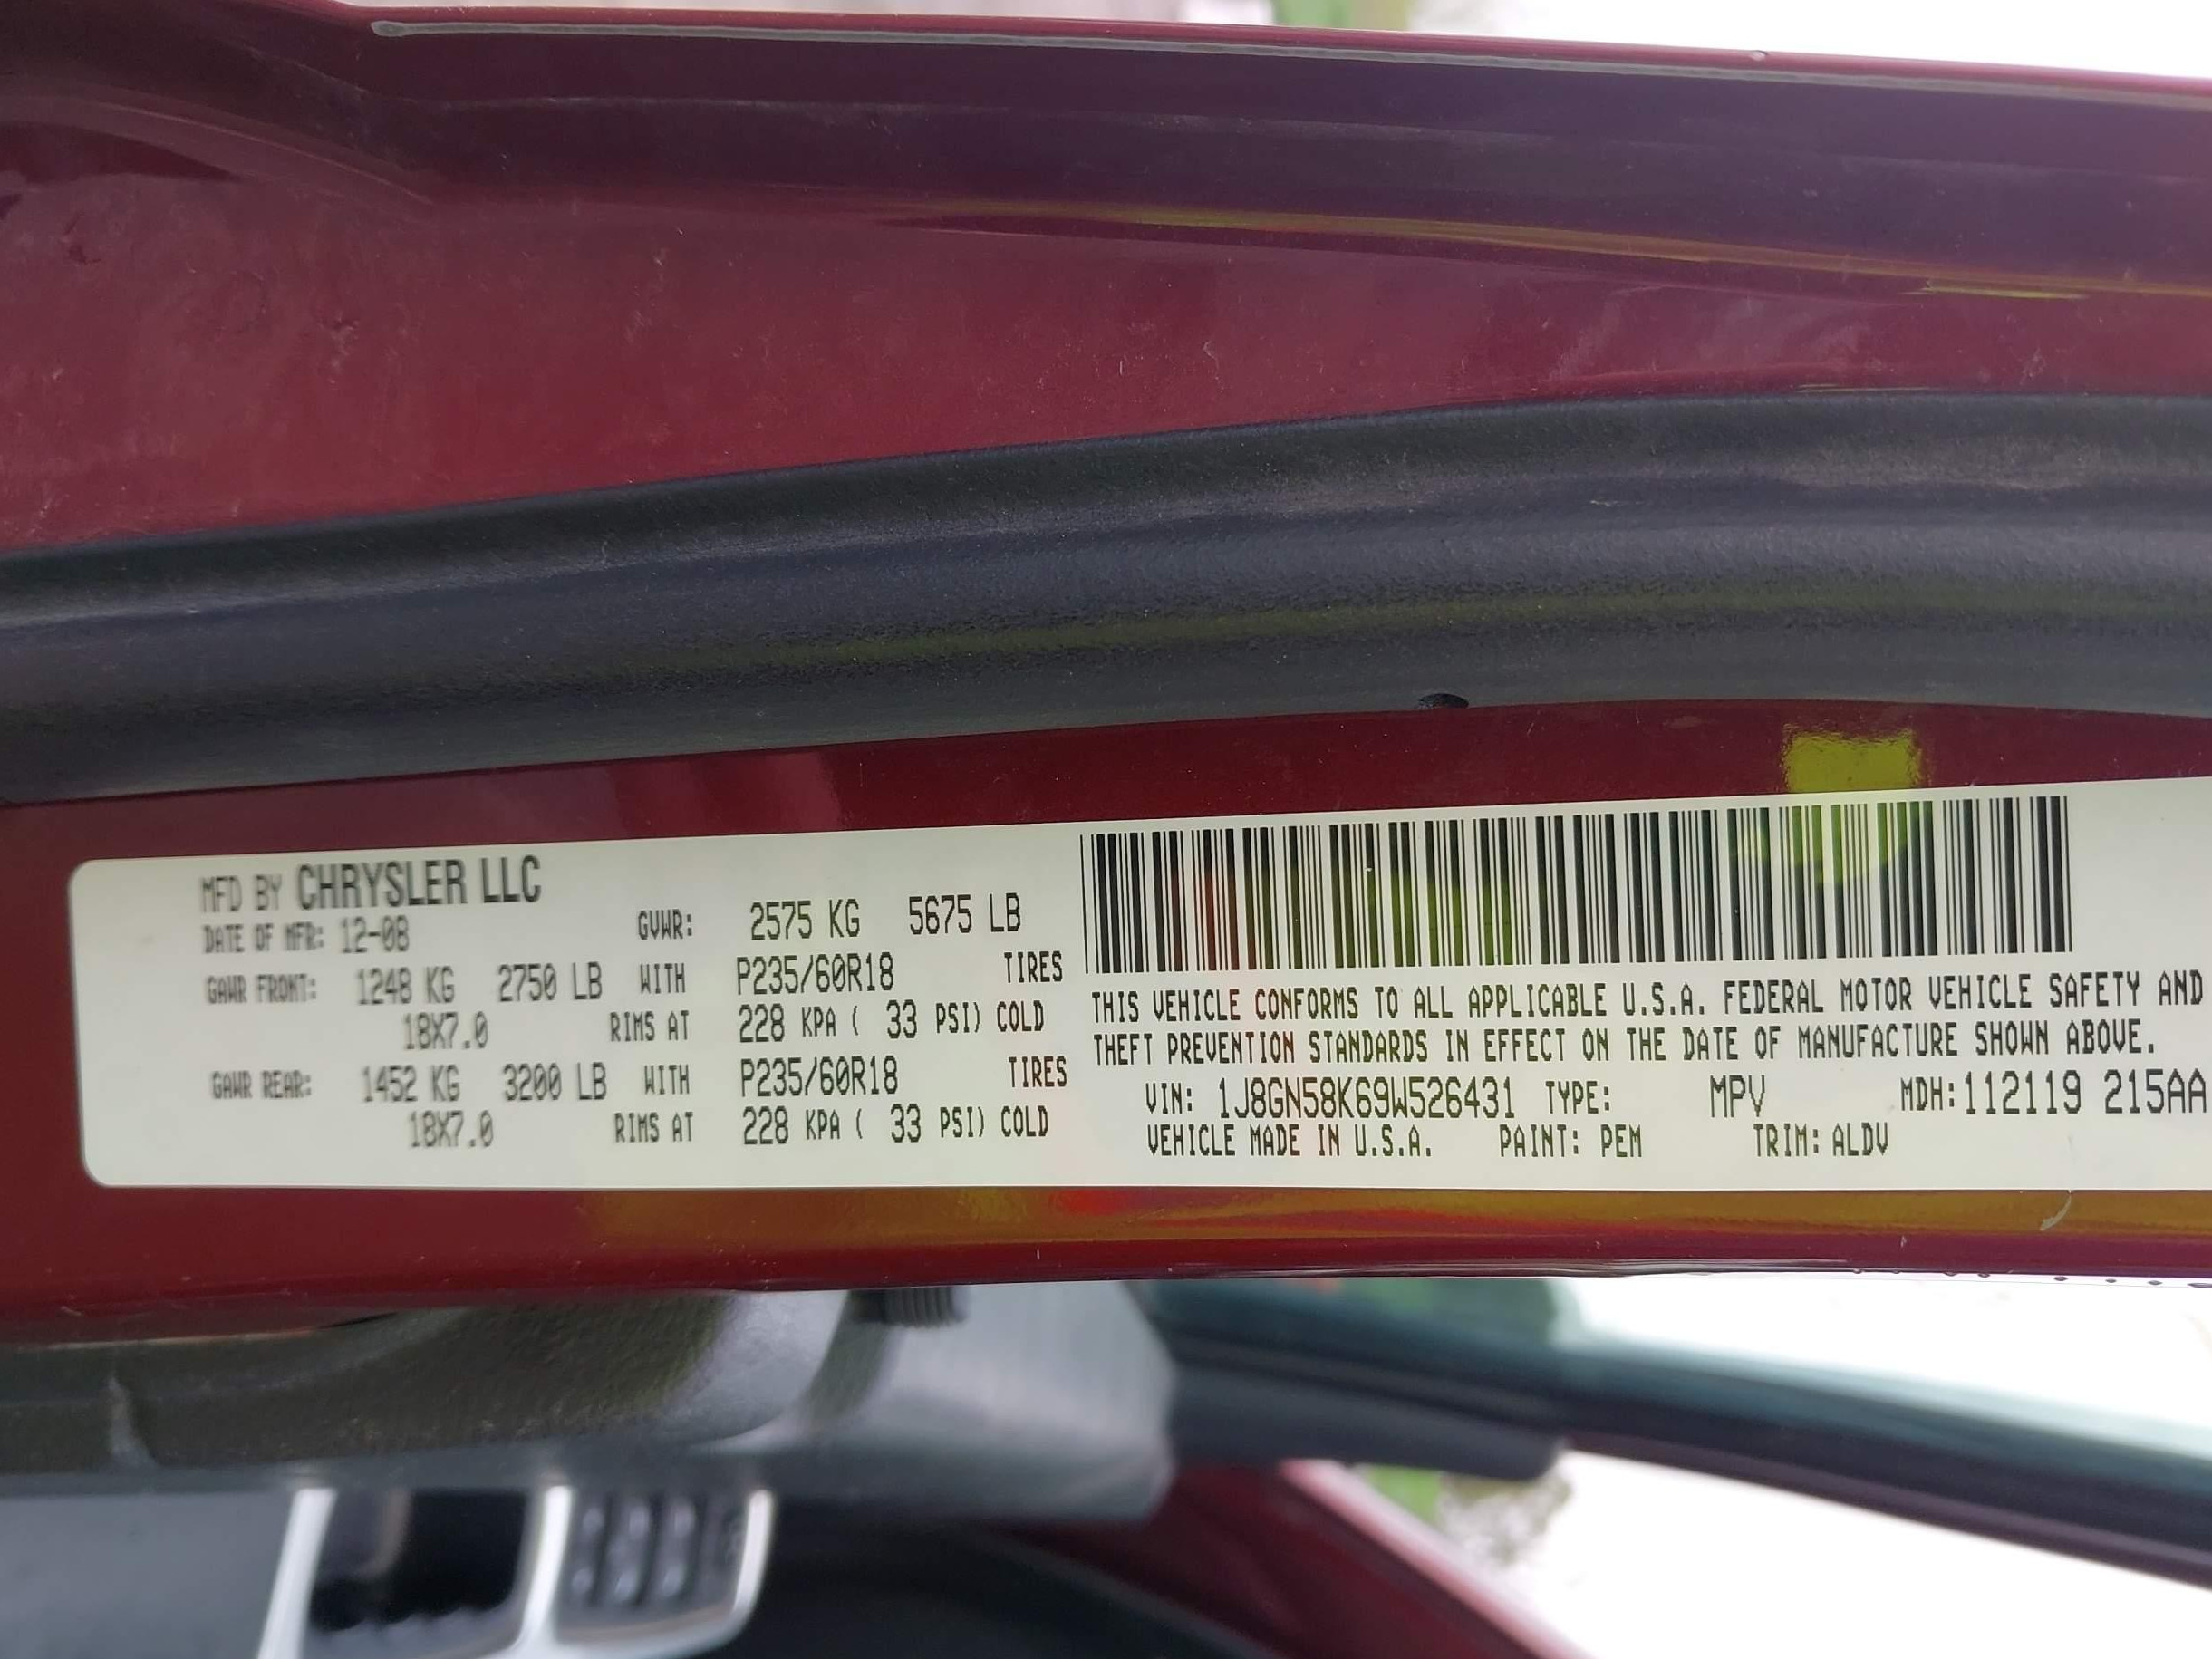 MFD BY CHRYSLER LLC
DATE OF MFR: 12-08 GVWR: 2575 KG 5675 LB
GAWR FRONT: 1248 KG 2750 LB WITH P235/60R18 TIRES
18X7.0 RIMS AT 228 KPA ( 33 PSI) COLD
GAWR REAR: 1452 KG 3200 LB WITH P235/60R18 TIRES
18X7.0 RIMS AT 228 KPA ( 33 PSI) COLD
THIS VEHICLE CONFORMS TO ALL APPLICABLE U.S.A. FEDERAL MOTOR VEHICLE SAFETY AND
THEFT PREVENTION STANDARDS IN EFFECT ON THE DATE OF MANUFACTURE SHOWN ABOVE.
VIN: 1J8GN58K69W526431 TYPE: MPV MDH: 112119 215AA
VEHICLE MADE IN U.S.A. PAINT: PEM TRIM: ALDV